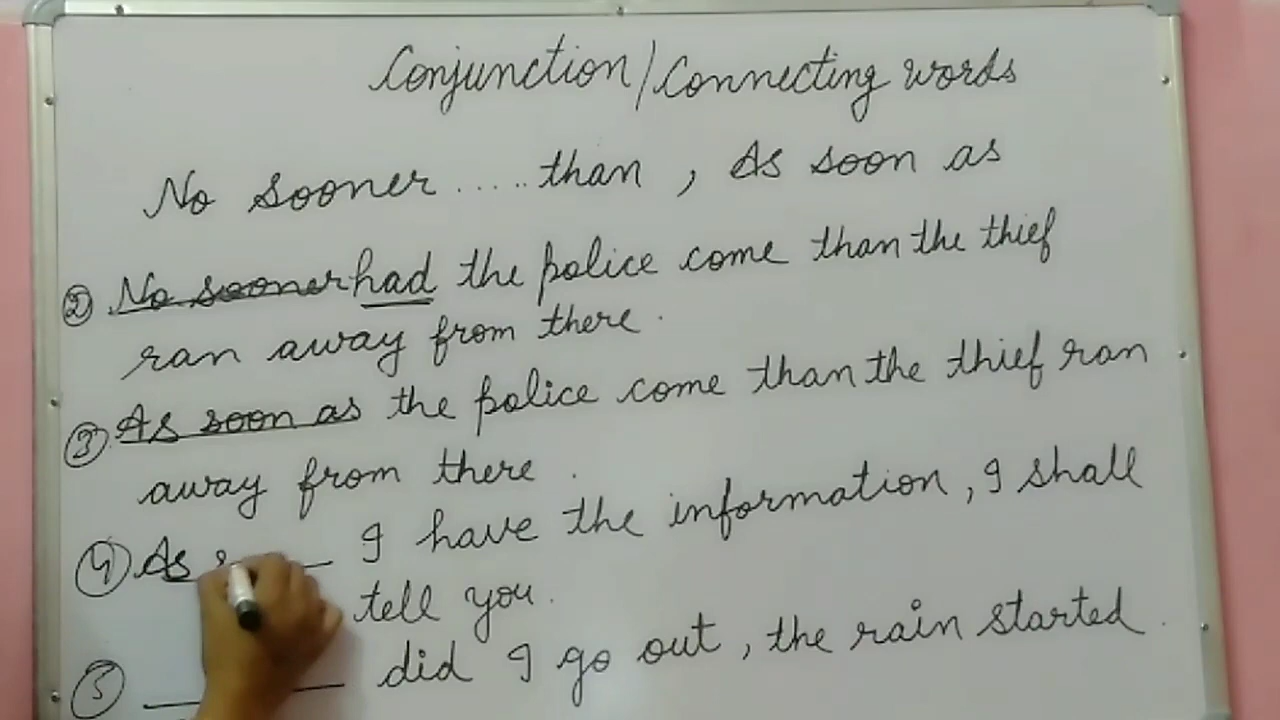 Conjunction/Connecting words
No sooner ..... than, As soon as
② No sooner had the police come than the thief
ran away from there.
③ As soon as the police come than the thief ran
away from there.
④ As I have the information, I shall
tell you.
⑤ ______ did I go out, the rain started.